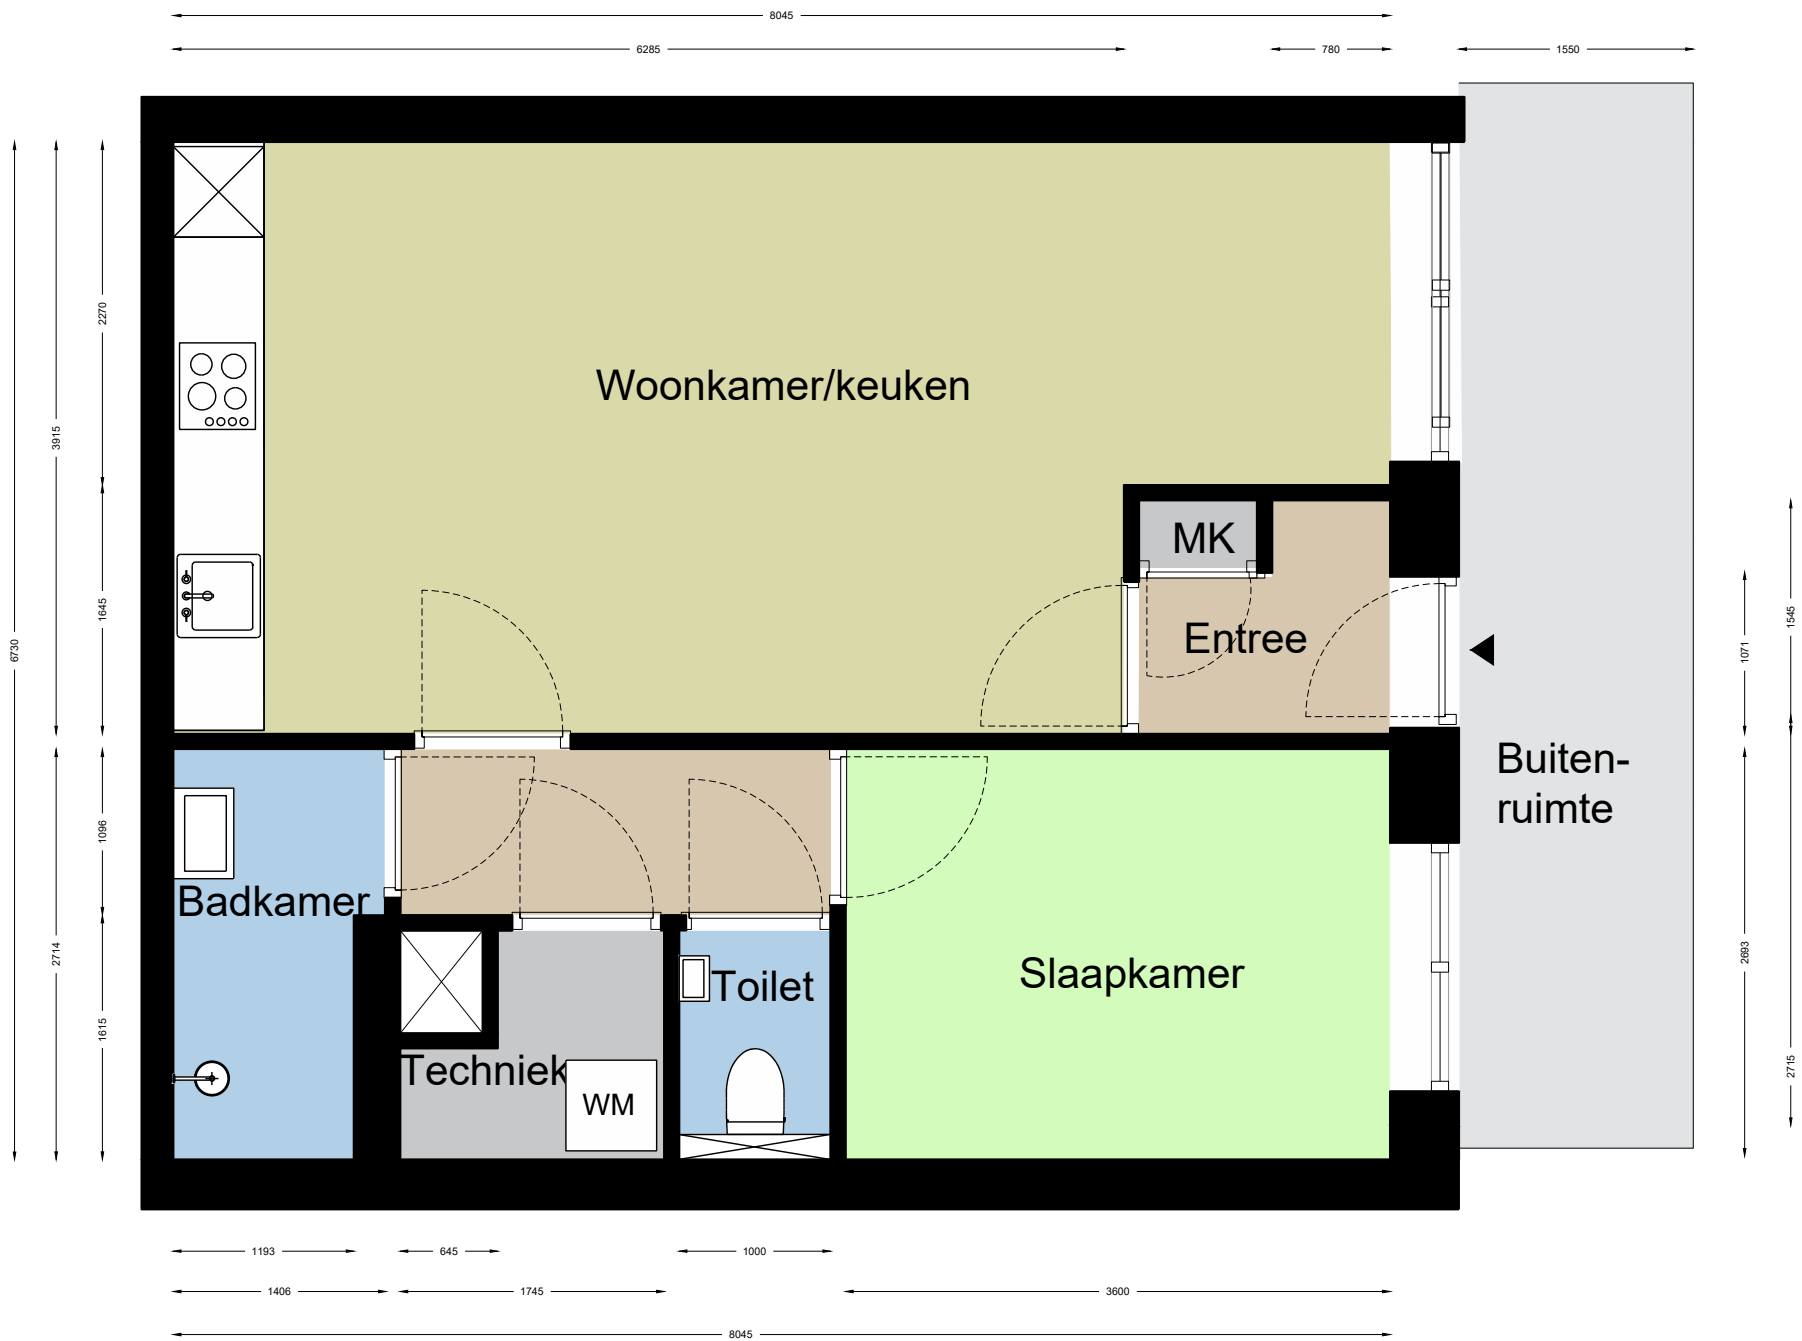 8045
6285
780
1550
2270
3915
6730
1645
1096
2714
1615
Woonkamer/keuken
MK
Entree
1545
1071
Buiten-
ruimte
Badkamer
Toilet
Slaapkamer
Techniek
WM
2693
2715
1193
645
1000
1406
1745
3600
8045